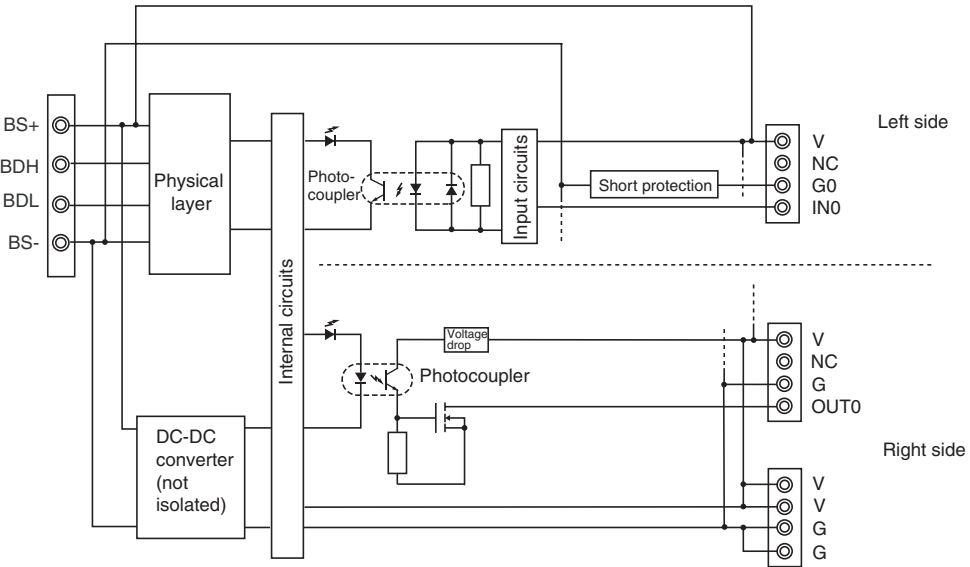 BS+
BDH
BDL
BS-
Physical
layer
Internal circuits
DC-DC
converter
(not
isolated)
Photo-
coupler
Input circuits
Short protection
Left side
V
NC
G0
IN0
Voltage
drop
Photocoupler
V
NC
G
OUT0
Right side
V
V
G
G